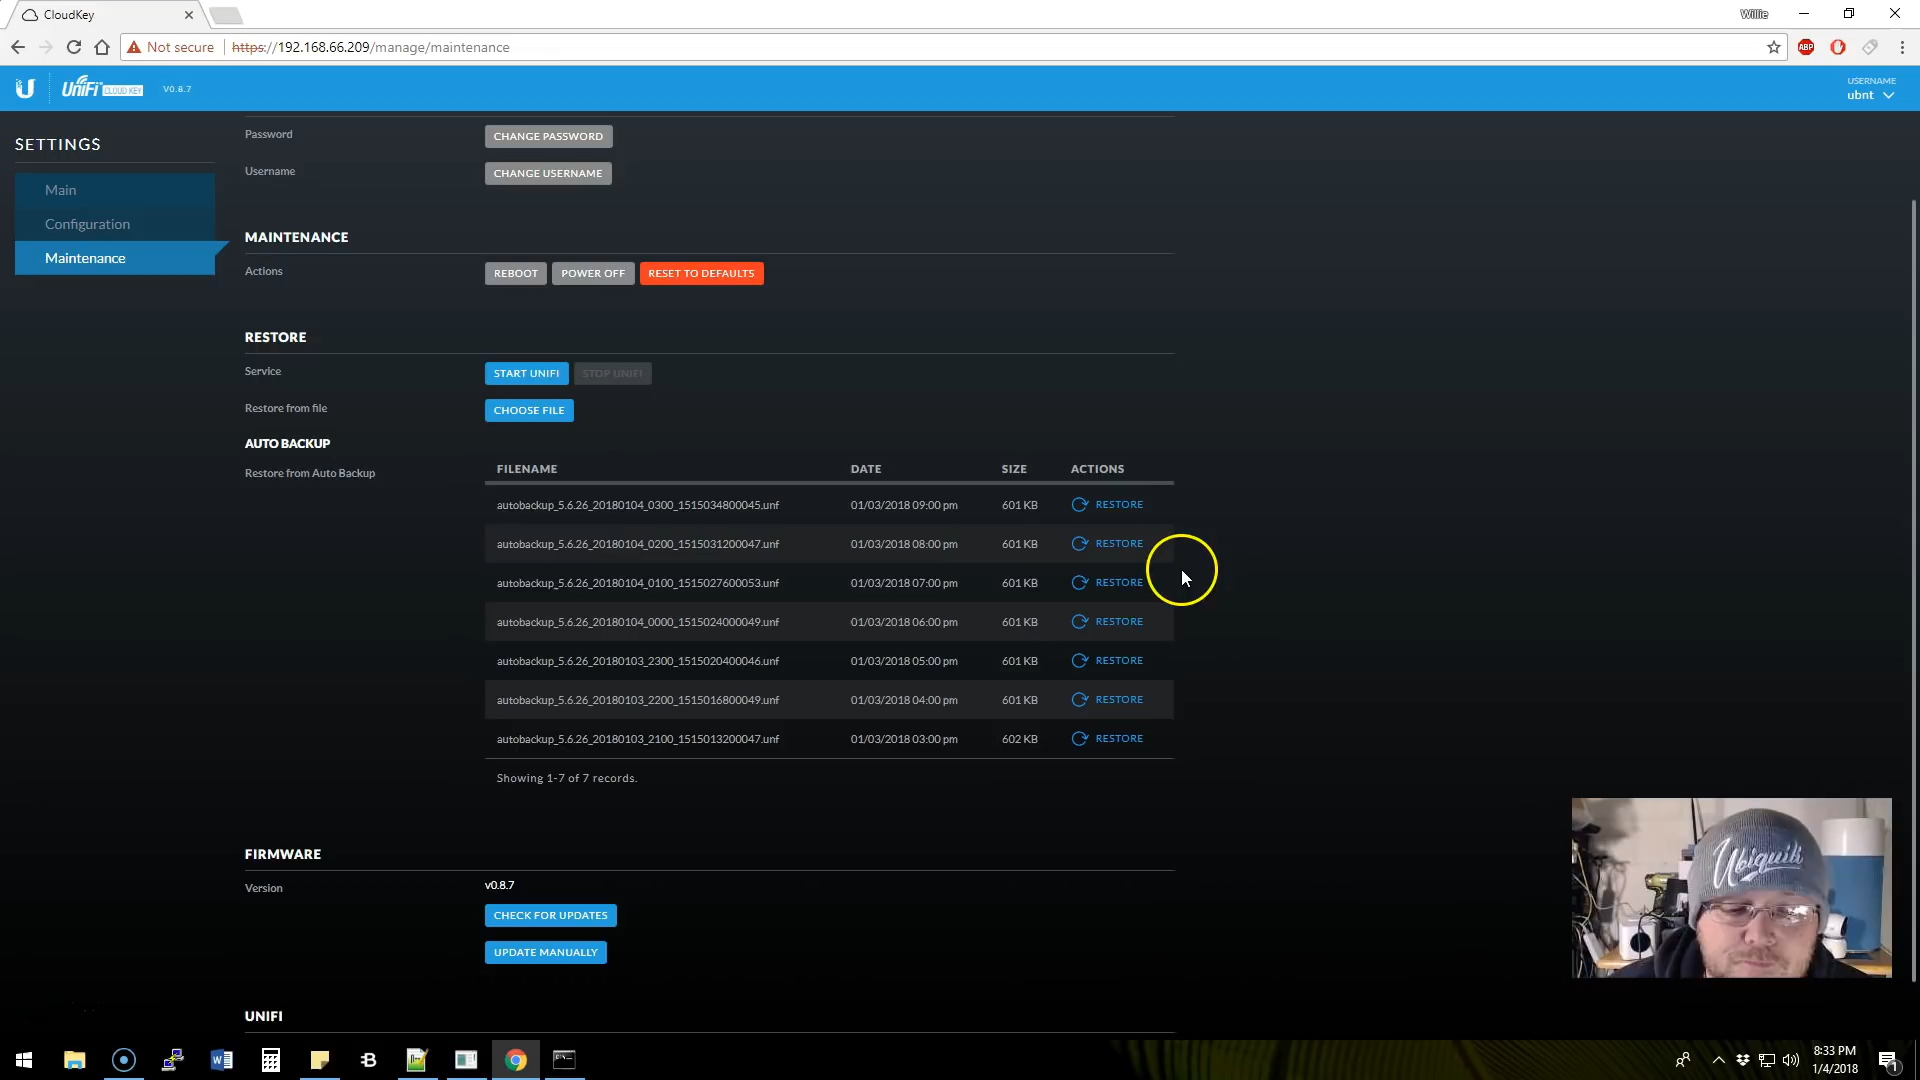 CloudKey
Willie
Not secure https://192.168.66.209/manage/maintenance
ABP
U UniFi CLOUD KEY V0.8.7
USERNAME
ubnt
SETTINGS
Main
Configuration
Maintenance
Password CHANGE PASSWORD
Username CHANGE USERNAME
MAINTENANCE
Actions REBOOT POWER OFF RESET TO DEFAULTS
RESTORE
Service START UNIFI STOP UNIFI
Restore from file CHOOSE FILE
AUTO BACKUP
Restore from Auto Backup
FILENAME DATE SIZE ACTIONS
autobackup_5.6.26_20180104_0300_1515034800045.unf 01/03/2018 09:00 pm 601 KB RESTORE
autobackup_5.6.26_20180104_0200_1515031200047.unf 01/03/2018 08:00 pm 601 KB RESTORE
autobackup_5.6.26_20180104_0100_1515027600053.unf 01/03/2018 07:00 pm 601 KB RESTORE
autobackup_5.6.26_20180104_0000_1515024000049.unf 01/03/2018 06:00 pm 601 KB RESTORE
autobackup_5.6.26_20180103_2300_1515020400046.unf 01/03/2018 05:00 pm 601 KB RESTORE
autobackup_5.6.26_20180103_2200_1515016800049.unf 01/03/2018 04:00 pm 601 KB RESTORE
autobackup_5.6.26_20180103_2100_1515013200047.unf 01/03/2018 03:00 pm 602 KB RESTORE
Showing 1-7 of 7 records.
FIRMWARE
Version v0.8.7
CHECK FOR UPDATES
UPDATE MANUALLY
Ubiquiti
UNIFI
8:33 PM
1/4/2018
1